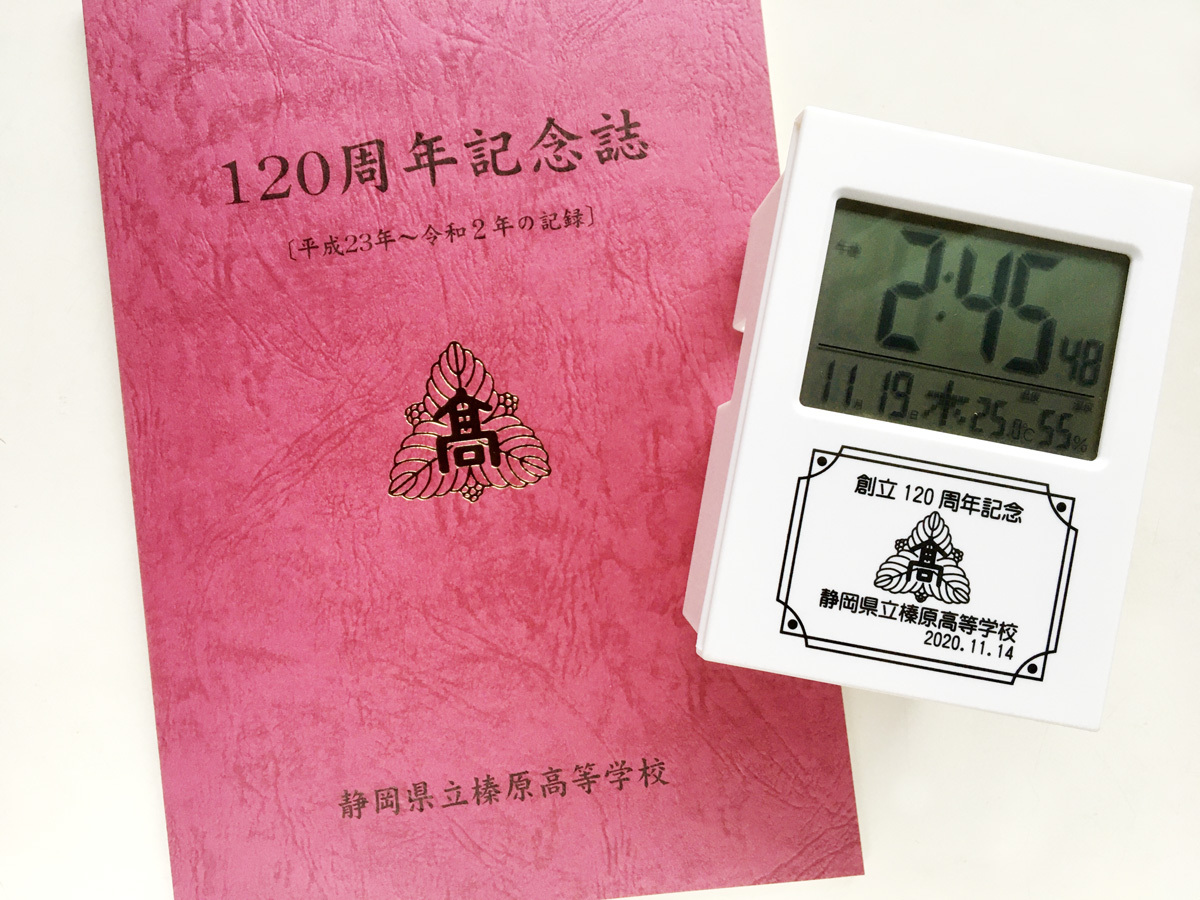 120周年記念誌
〔平成23年～令和２年の記録〕
髙
静岡県立榛原高等学校
午後
2:45 48
11月19日 木 25.0℃ 55%
創立120周年記念
髙
静岡県立榛原高等学校
2020.11.14